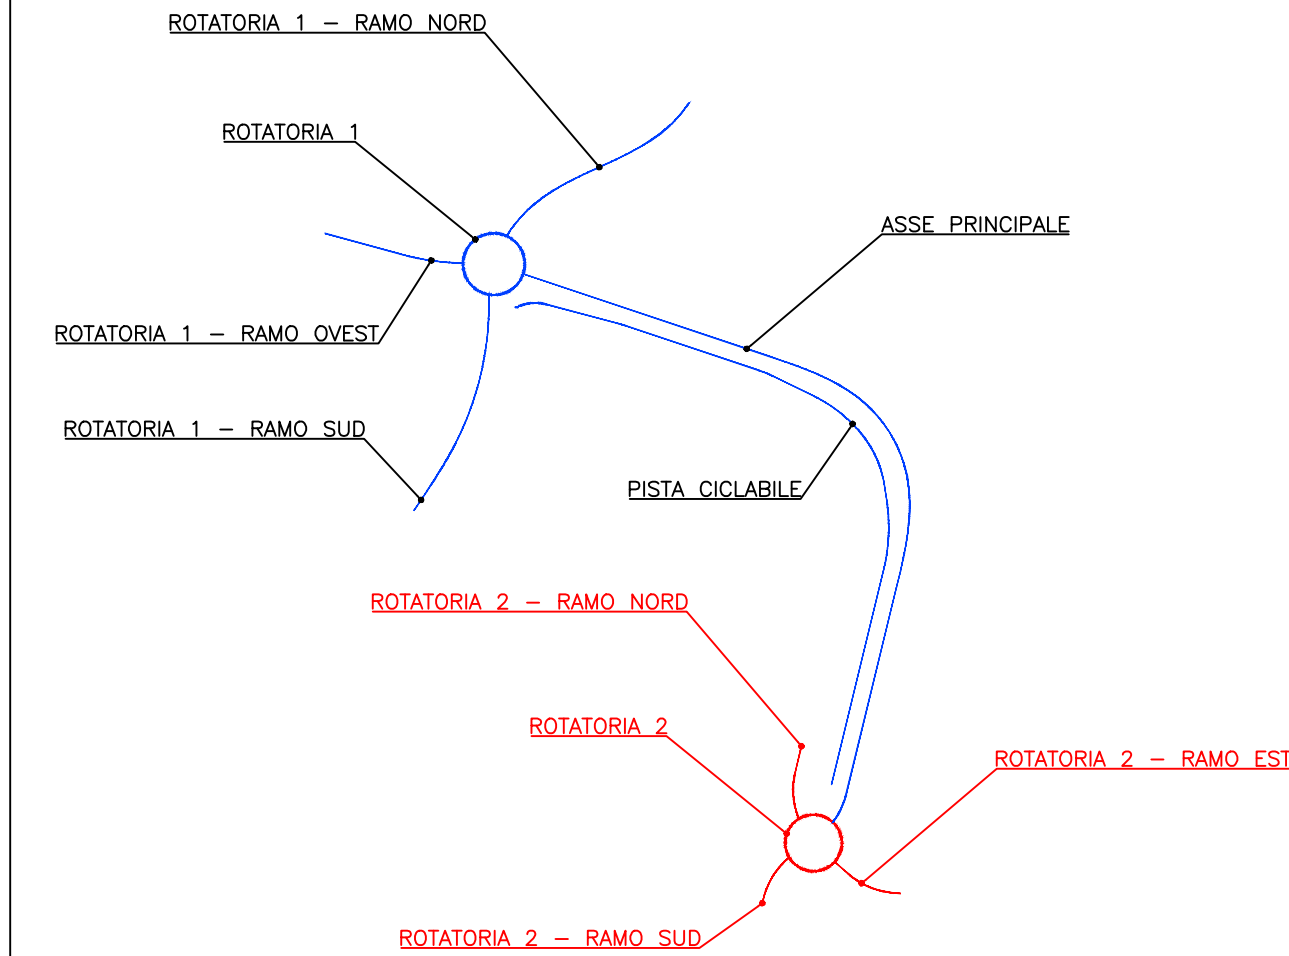 ROTATORIA 1 – RAMO NORD
ROTATORIA 1
ASSE PRINCIPALE
ROTATORIA 1 – RAMO OVEST
ROTATORIA 1 – RAMO SUD
PISTA CICLABILE
ROTATORIA 2 – RAMO NORD
ROTATORIA 2
ROTATORIA 2 – RAMO EST
ROTATORIA 2 – RAMO SUD